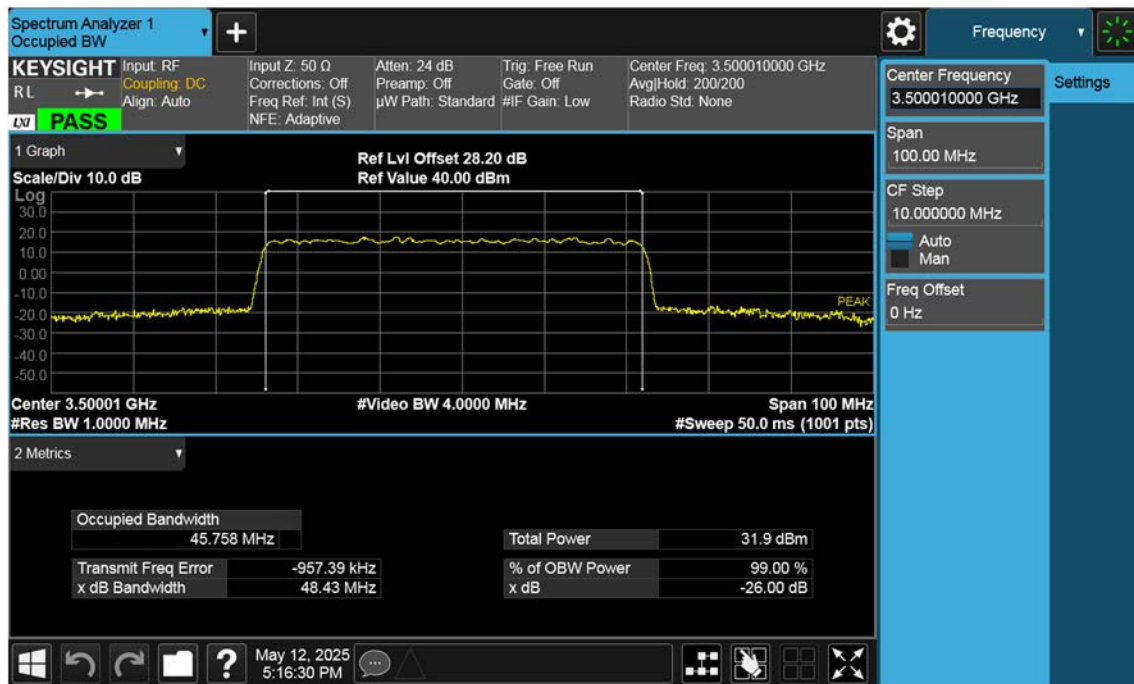 Spectrum Analyzer 1
Occupied BW
+
Frequency
KEYSIGHT
RL
LXI PASS
Input: RF
Coupling: DC
Align: Auto
Input Z: 50 Ω
Corrections: Off
Freq Ref: Int (S)
NFE: Adaptive
Atten: 24 dB
Preamp: Off
µW Path: Standard
Trig: Free Run
Gate: Off
#IF Gain: Low
Center Freq: 3.500010000 GHz
Avg|Hold: 200/200
Radio Std: None
Center Frequency
3.500010000 GHz
Settings
Span
100.00 MHz
CF Step
10.000000 MHz
Auto
Man
Freq Offset
0 Hz
1 Graph
Ref Lvl Offset 28.20 dB
Scale/Div 10.0 dB
Ref Value 40.00 dBm
Log
30.0
20.0
10.0
0.00
-10.0
-20.0
-30.0
-40.0
-50.0
PEAK
Center 3.50001 GHz
#Video BW 4.0000 MHz
Span 100 MHz
#Res BW 1.0000 MHz
#Sweep 50.0 ms (1001 pts)
2 Metrics
Occupied Bandwidth
45.758 MHz
Total Power 31.9 dBm
Transmit Freq Error -957.39 kHz
% of OBW Power 99.00 %
x dB Bandwidth 48.43 MHz
x dB -26.00 dB
?
May 12, 2025
5:16:30 PM